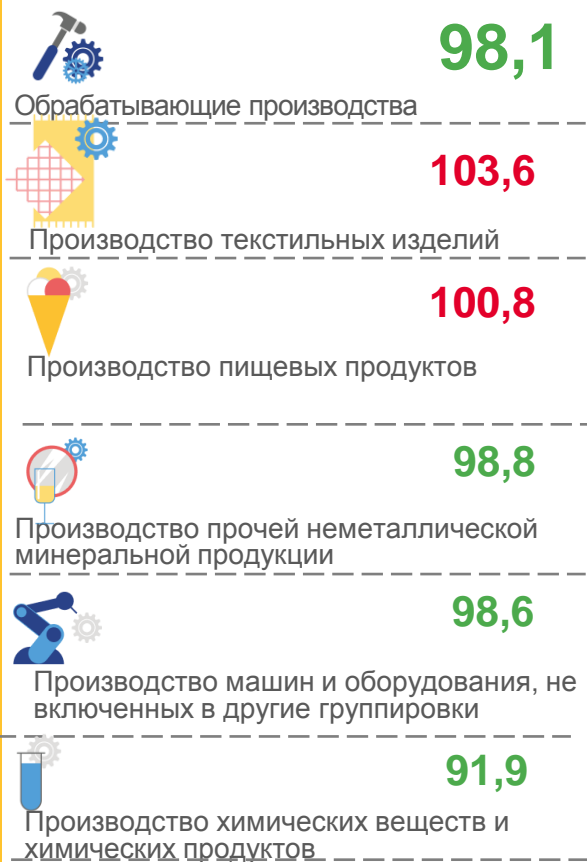 98,1
Обрабатывающие производства
103,6
Производство текстильных изделий
100,8
Производство пищевых продуктов
98,8
Производство прочей неметаллической
минеральной продукции
98,6
Производство машин и оборудования, не
включенных в другие группировки
91,9
Производство химических веществ и
химических продуктов